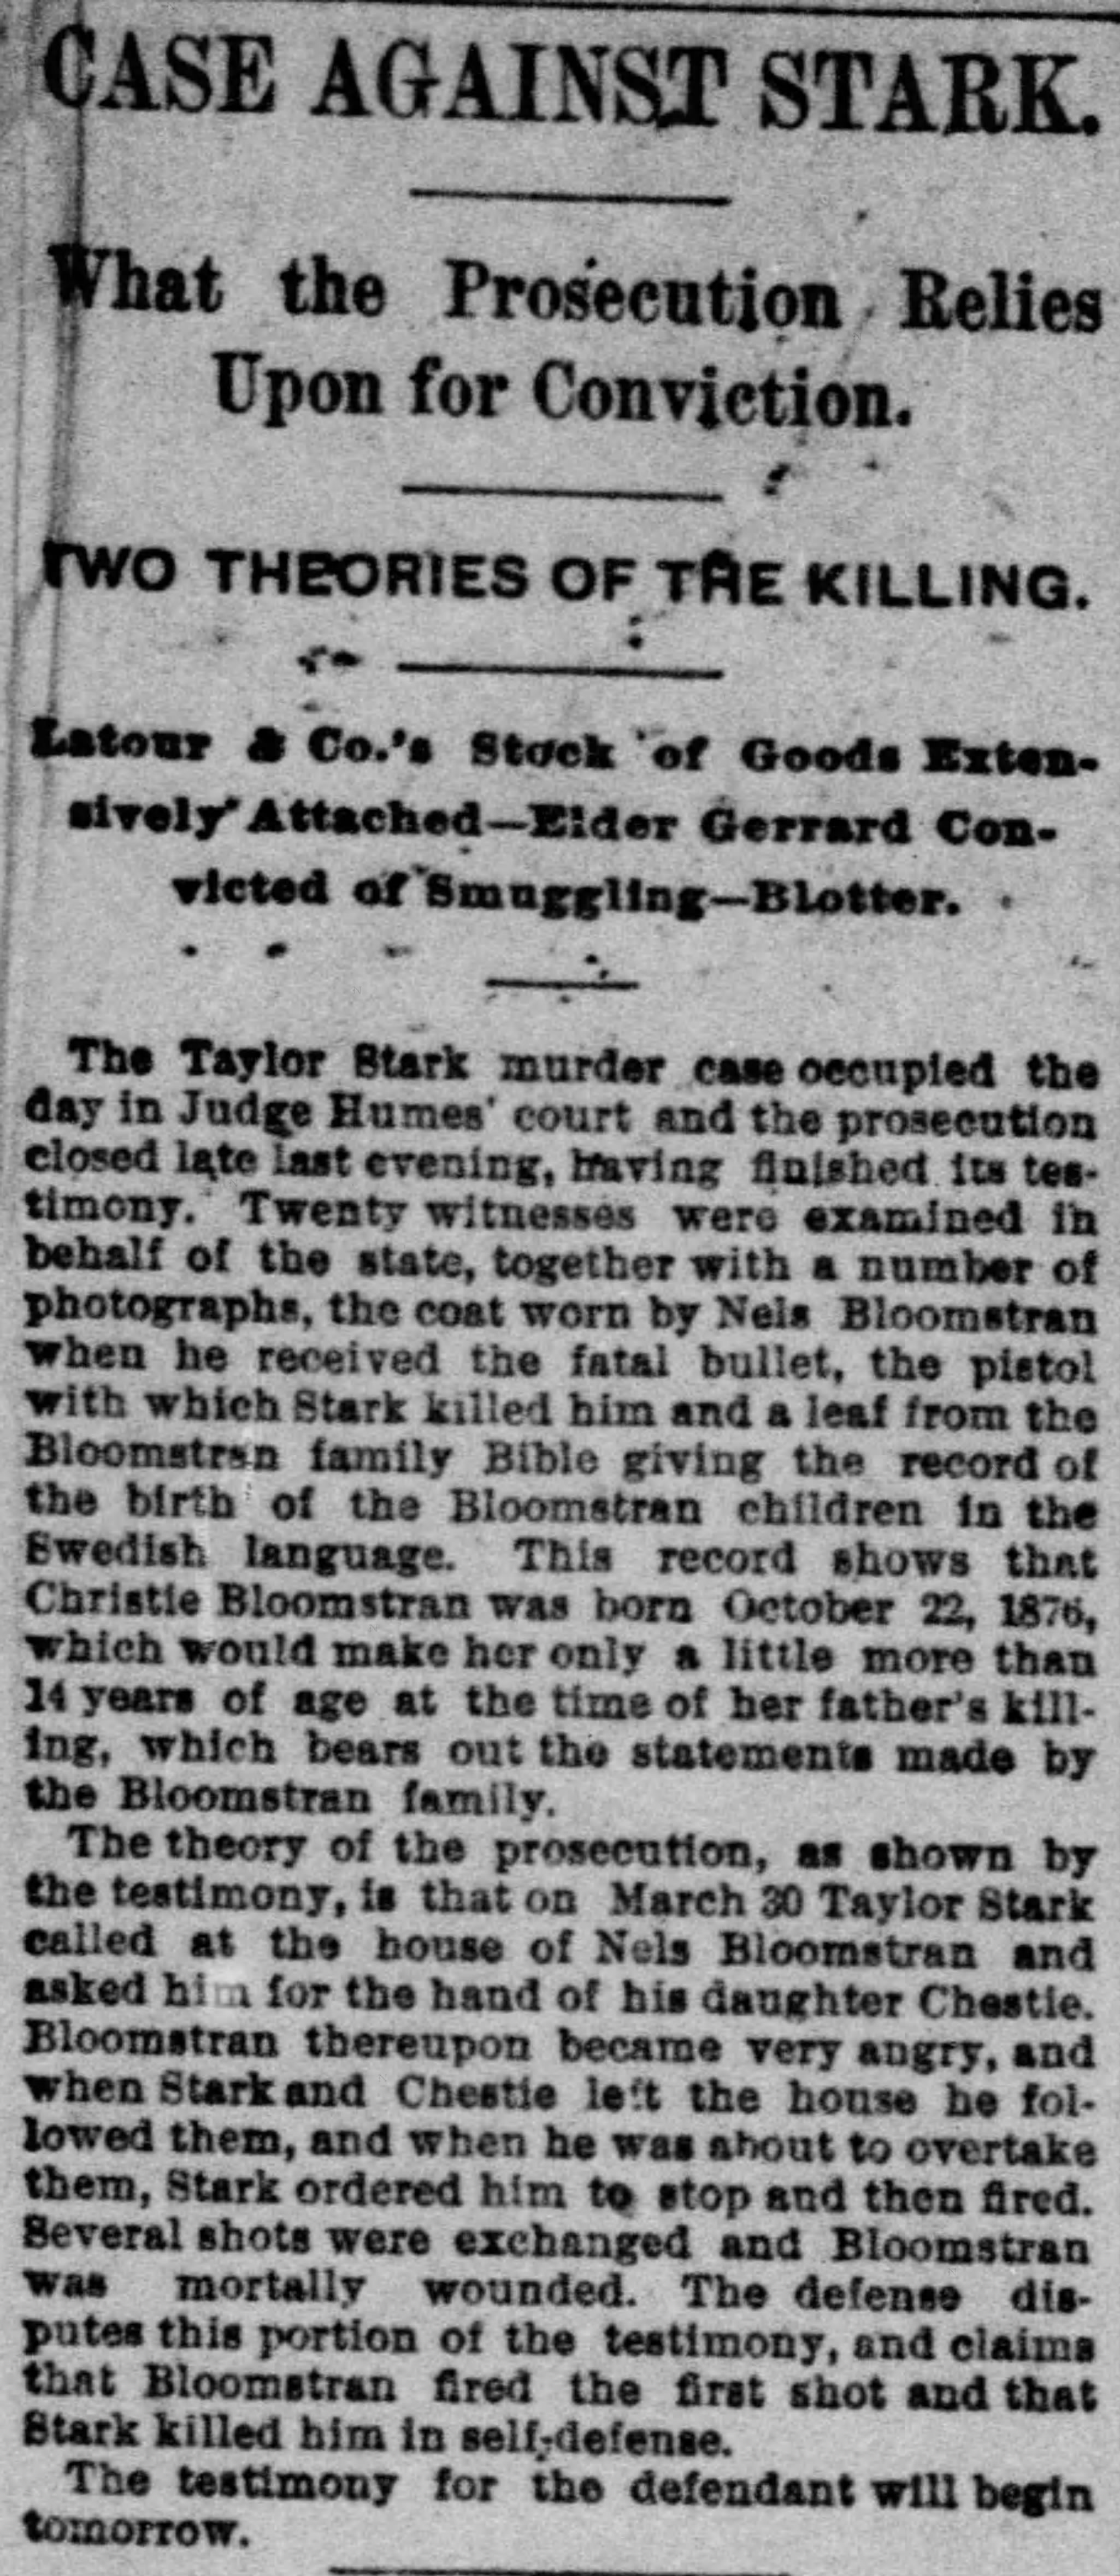 CASE AGAINST STARK.
What the Prosecution Relies
Upon for Conviction.
TWO THEORIES OF THE KILLING.
Latour & Co.'s Stock of Goods Exten-
sively Attached—Elder Gerrard Con-
victed of Smuggling—Blotter.
The Taylor Stark murder case occupied the
day in Judge Humes' court and the prosecution
closed late last evening, having finished its tes-
timony. Twenty witnesses were examined in
behalf of the state, together with a number of
photographs, the coat worn by Nels Bloomstran
when he received the fatal bullet, the pistol
with which Stark killed him and a leaf from the
Bloomstran family Bible giving the record of
the birth of the Bloomstran children in the
Swedish language. This record shows that
Christie Bloomstran was born October 22, 1876,
which would make her only a little more than
14 years of age at the time of her father's kill-
ing, which bears out the statements made by
the Bloomstran family.
The theory of the prosecution, as shown by
the testimony, is that on March 30 Taylor Stark
called at the house of Nels Bloomstran and
asked him for the hand of his daughter Chestie.
Bloomstran thereupon became very angry, and
when Stark and Chestie left the house he fol-
lowed them, and when he was about to overtake
them, Stark ordered him to stop and then fired.
Several shots were exchanged and Bloomstran
was mortally wounded. The defense dis-
putes this portion of the testimony, and claims
that Bloomstran fired the first shot and that
Stark killed him in self-defense.
The testimony for the defendant will begin
tomorrow.